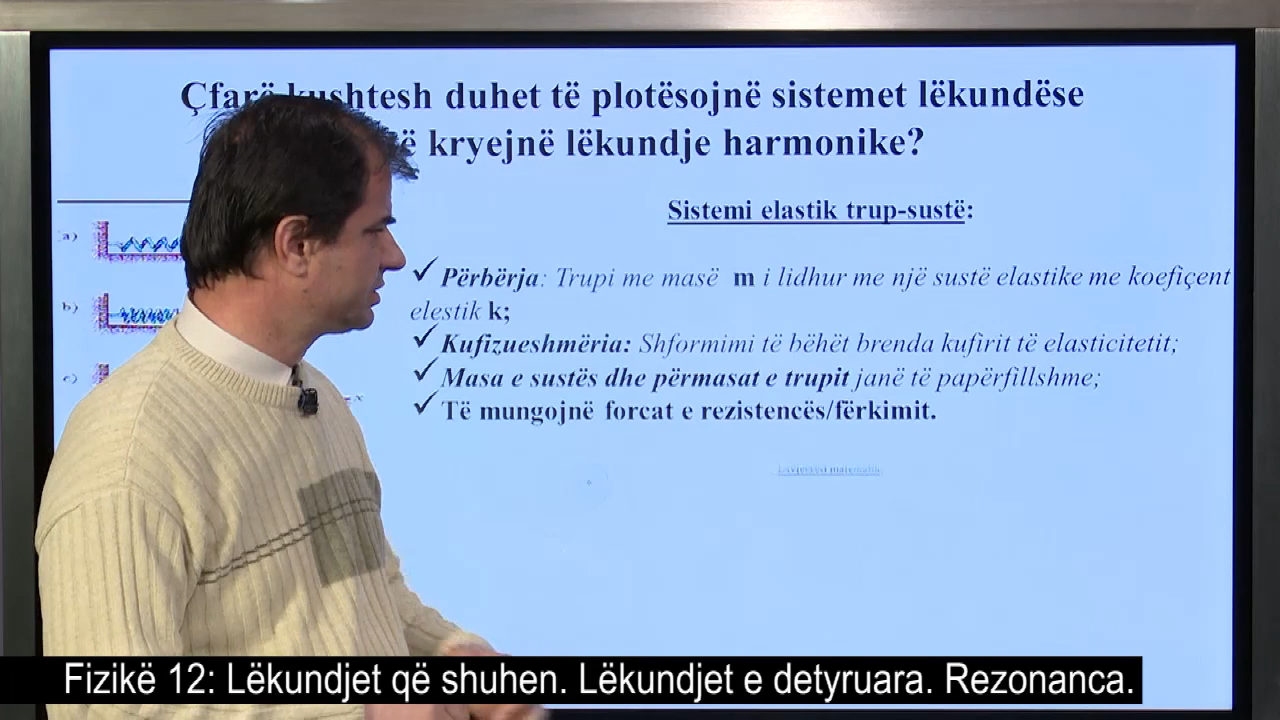 Çfarë kushtesh duhet të plotësojnë sistemet lëkundëse
ë kryejnë lëkundje harmonike?
Sistemi elastik trup-sustë:
a)
✓ Përbërja: Trupi me masë m i lidhur me një sustë elastike me koefiçent
elestik k;
b)
✓ Kufizueshmëria: Shformimi të bëhët brenda kufirit të elasticitetit;
c)
✓ Masa e sustës dhe përmasat e trupit janë të papërfillshme;
x
✓ Të mungojnë forcat e rezistencës/fërkimit.
Fizikë 12: Lëkundjet që shuhen. Lëkundjet e detyruara. Rezonanca.